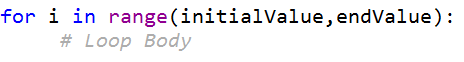 for i in range(initialValue,endValue):
     # Loop Body